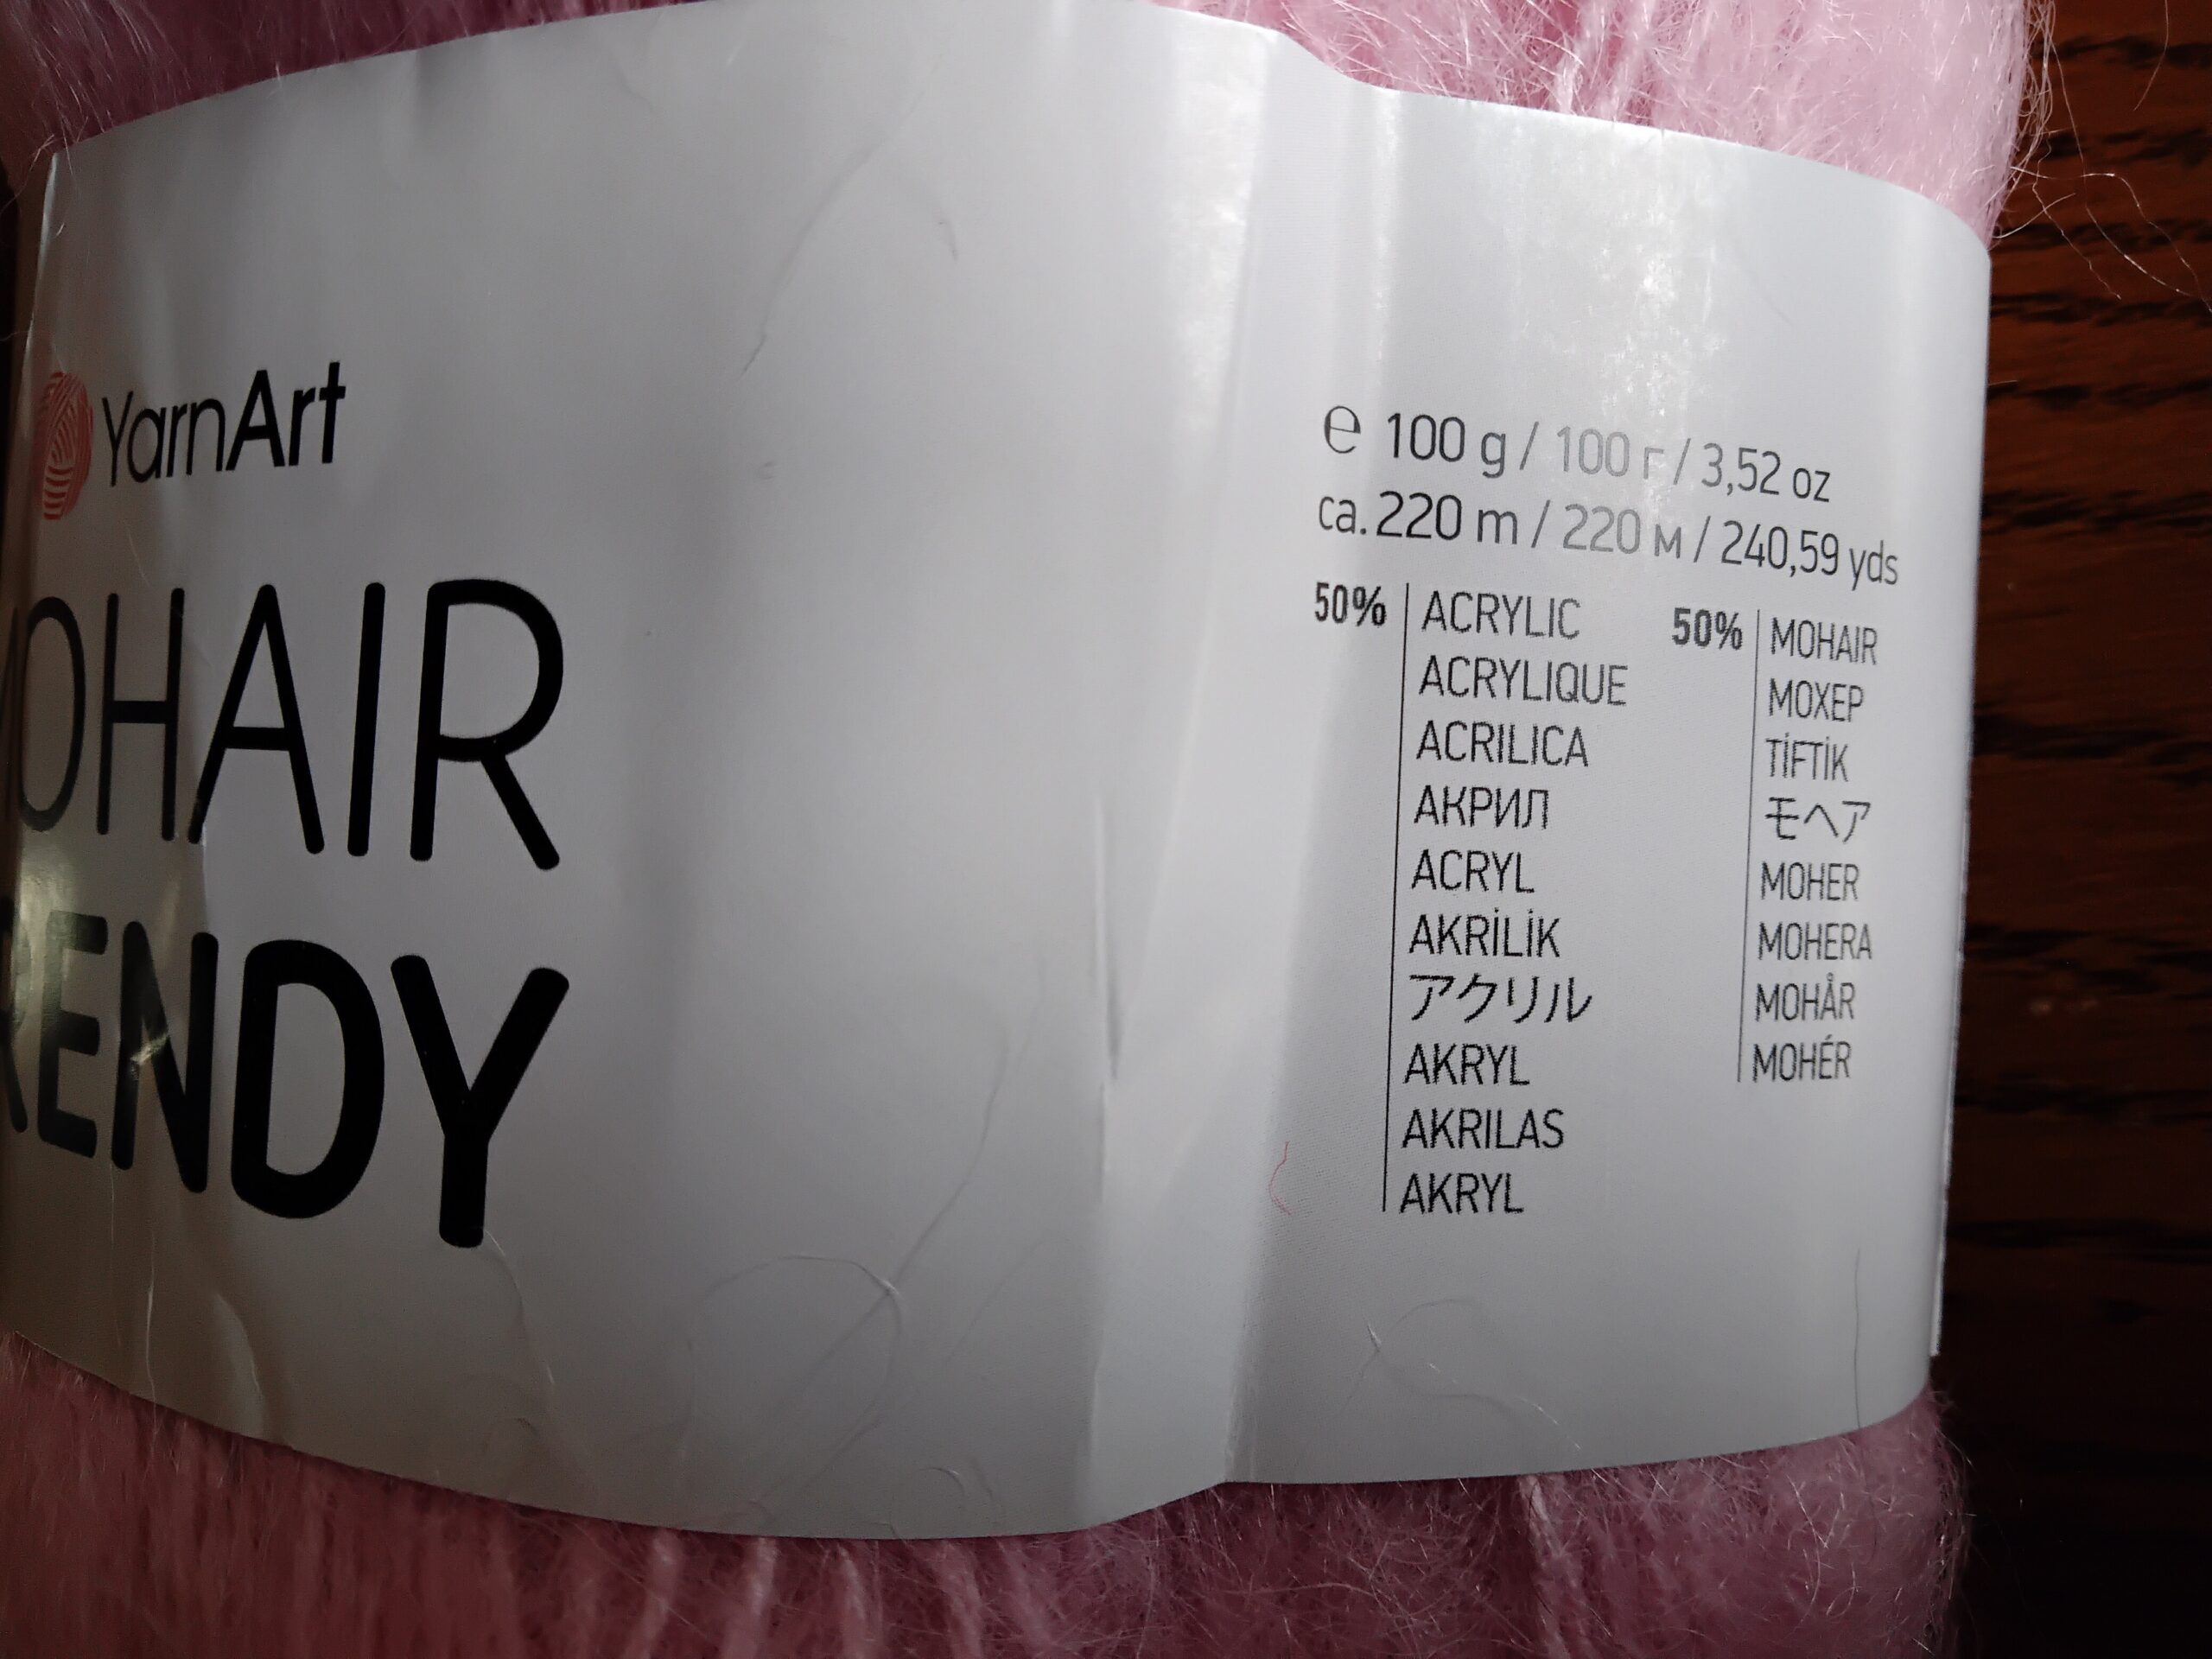 YarnArt
OHAIR
RENDY
℮ 100 g / 100 г / 3,52 oz
ca. 220 m / 220 м / 240,59 yds
50% ACRYLIC
ACRYLIQUE
ACRILICA
АКРИЛ
ACRYL
AKRİLİK
アクリル
AKRYL
AKRILAS
AKRYL
50% MOHAIR
МОХЕР
TİFTİK
モヘア
MOHER
MOHERA
MOHÅR
MOHÉR